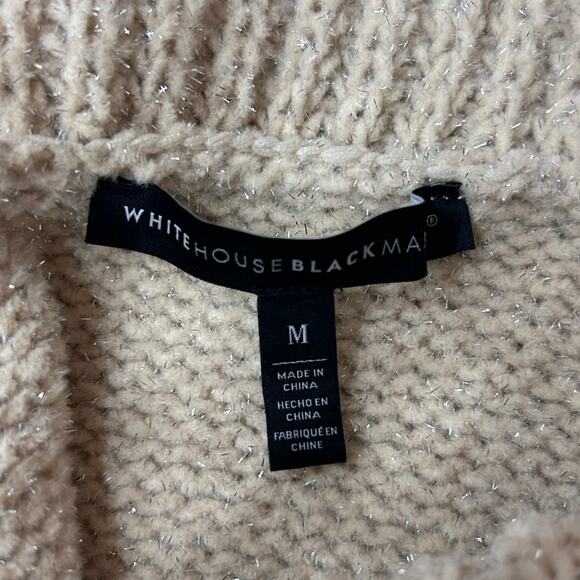 WHITEHOUSEBLACKMA ®
M
MADE IN
CHINA
HECHO EN
CHINA
FABRIQUÉ EN
CHINE